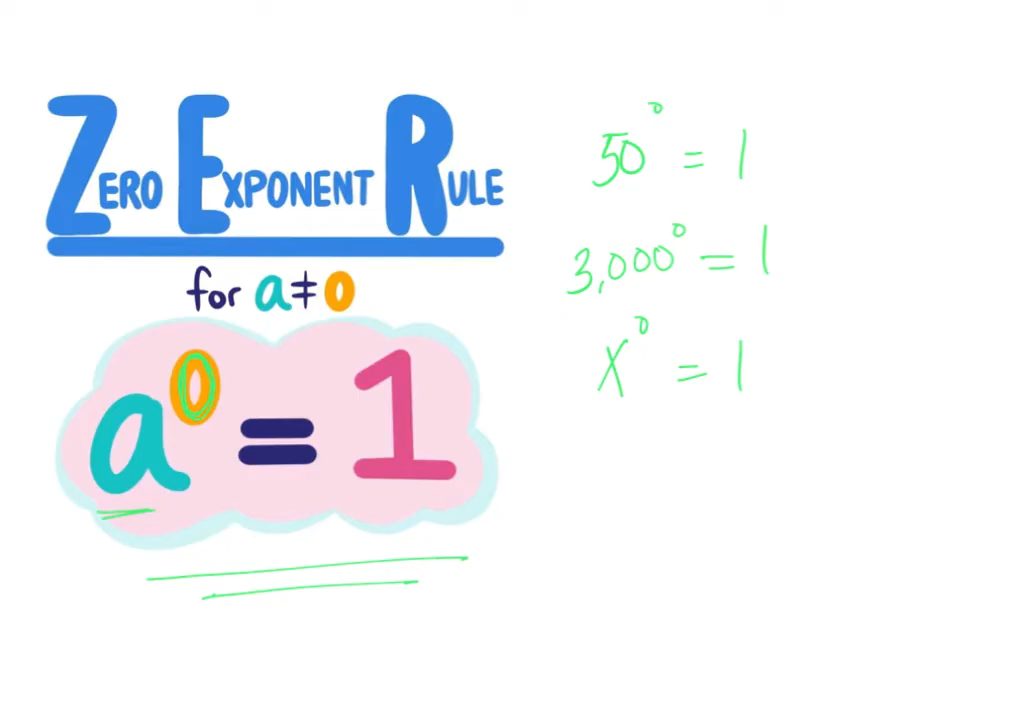 ZERO EXPONENT RULE
for a≠0
a⁰ = 1
50⁰ = 1
3,000⁰ = 1
x⁰ = 1